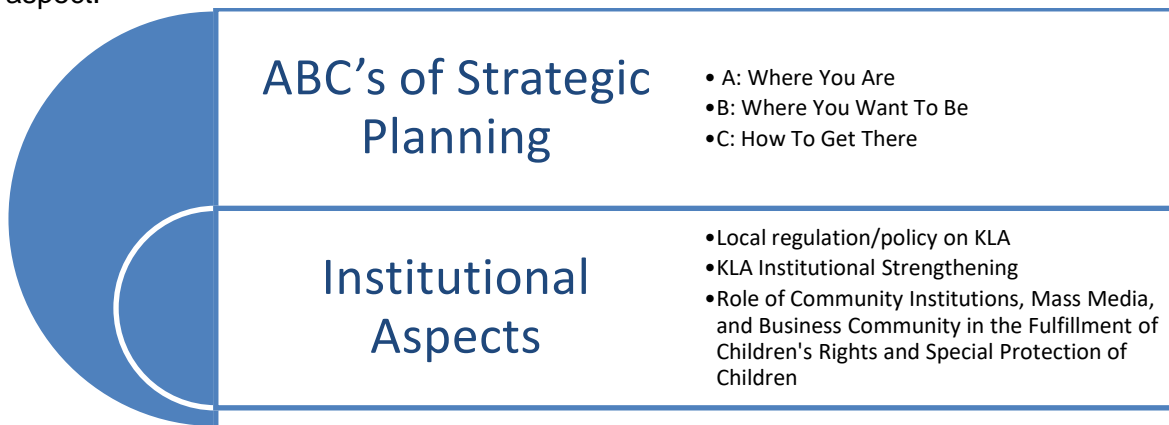 aspect.
ABC’s of Strategic
Planning
• A: Where You Are
•B: Where You Want To Be
•C: How To Get There
Institutional
Aspects
•Local regulation/policy on KLA
•KLA Institutional Strengthening
•Role of Community Institutions, Mass Media,
and Business Community in the Fulfillment of
Children's Rights and Special Protection of
Children